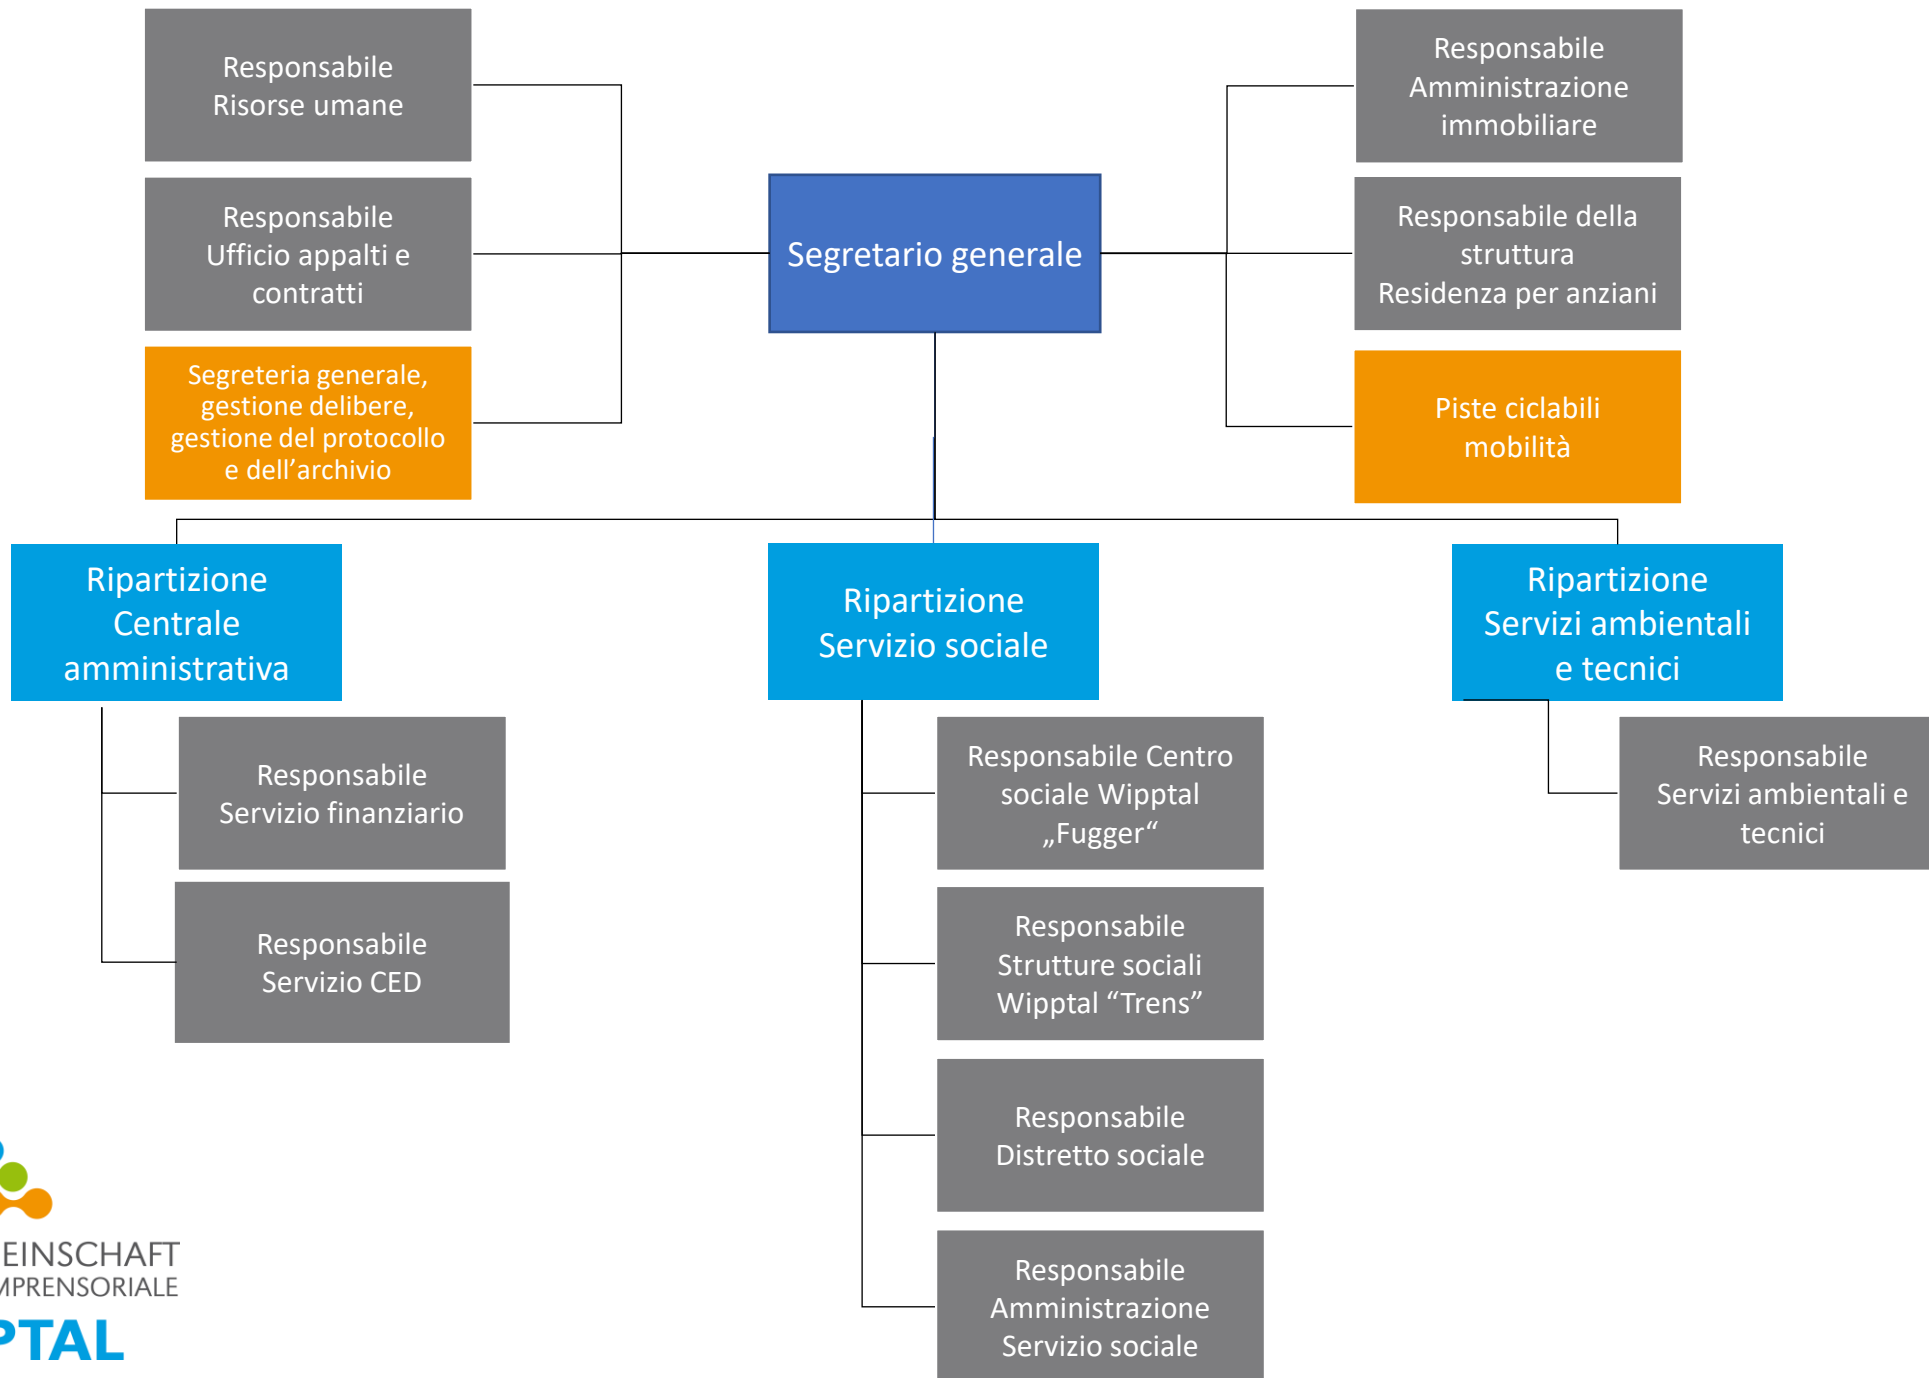 Responsabile
Risorse umane
Responsabile
Amministrazione
immobiliare
Segretario generale
Responsabile
Ufficio appalti e
contratti
Responsabile della
struttura
Residenza per anziani
Segreteria generale,
gestione delibere,
gestione del protocollo
e dell’archivio
Piste ciclabili
mobilità
Ripartizione
Centrale
amministrativa
Ripartizione
Servizio sociale
Ripartizione
Servizi ambientali
e tecnici
Responsabile
Servizio finanziario
Responsabile
Servizio CED
Responsabile Centro
sociale Wipptal
„Fugger“
Responsabile
Strutture sociali
Wipptal “Trens”
Responsabile
Distretto sociale
Responsabile
Amministrazione
Servizio sociale
Responsabile
Servizi ambientali e
tecnici
EINSCHAFT
MPRENSORIALE
PTAL